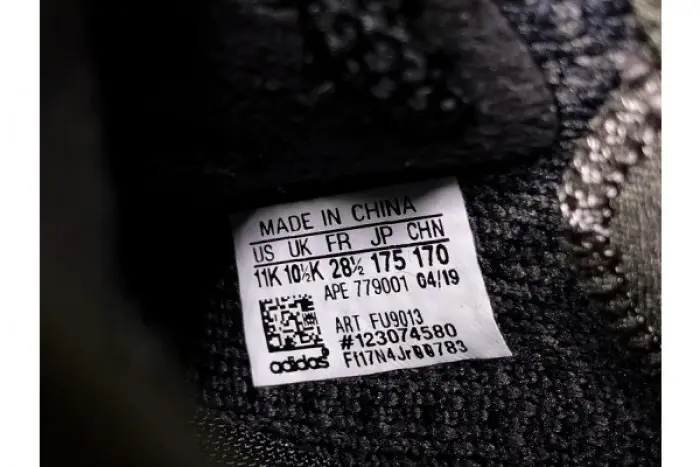 MADE IN CHINA
US UK FR JP CHN
11K 10½K 28½ 175 170
APE 779001 04/19
ART FU9013
#123074580
adidas Ff17N4Jr00783